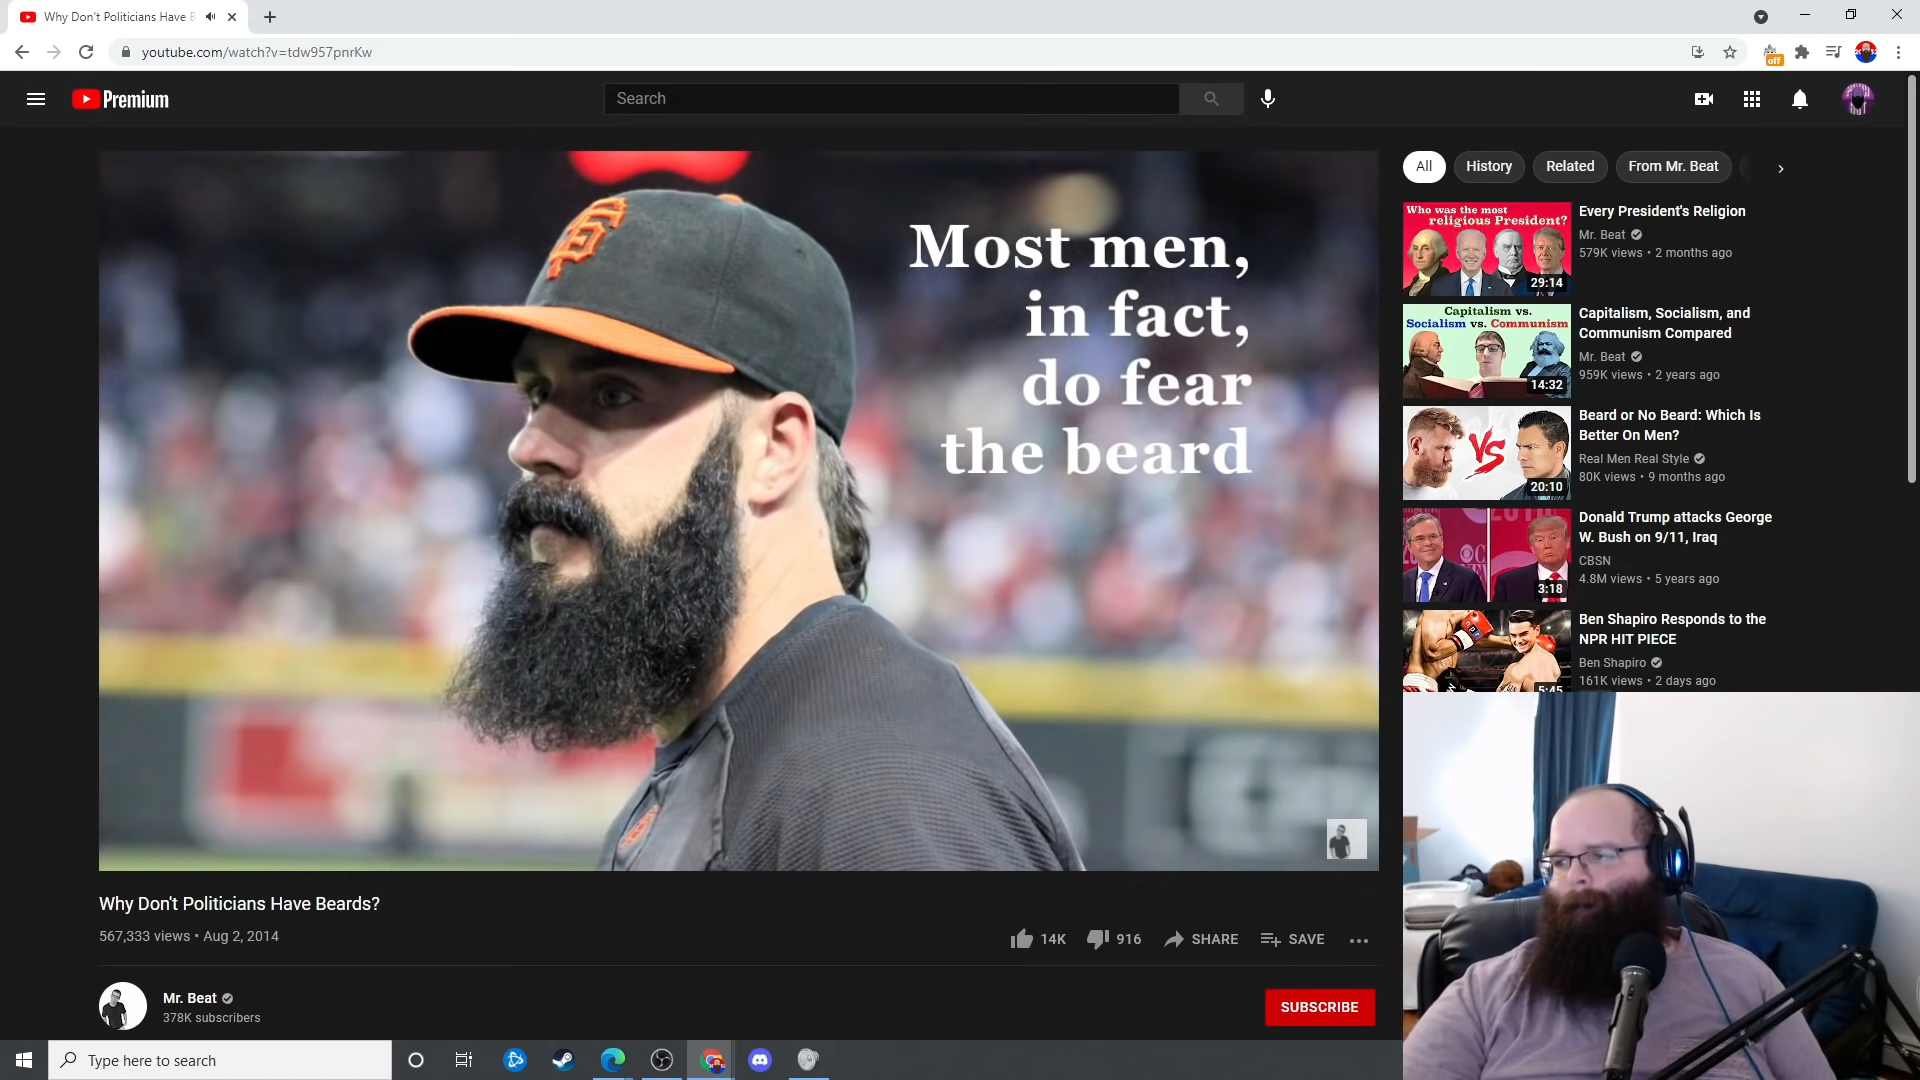 Why Don't Politicians Have B
youtube.com/watch?v=tdw957pnrKw
off
Premium
Search
SF
Most men,
in fact,
do fear
the beard
Why Don't Politicians Have Beards?
567,333 views • Aug 2, 2014
14K
916
SHARE
SAVE
Mr. Beat
378K subscribers
SUBSCRIBE
All
History
Related
From Mr. Beat
Who was the most
religious President?
29:14
Every President's Religion
Mr. Beat
579K views • 2 months ago
Capitalism vs.
Socialism vs. Communism
14:32
Capitalism, Socialism, and
Communism Compared
Mr. Beat
959K views • 2 years ago
VS
20:10
Beard or No Beard: Which Is
Better On Men?
Real Men Real Style
80K views • 9 months ago
3:18
Donald Trump attacks George
W. Bush on 9/11, Iraq
CBSN
4.8M views • 5 years ago
npr
5:45
Ben Shapiro Responds to the
NPR HIT PIECE
Ben Shapiro
161K views • 2 days ago
Type here to search